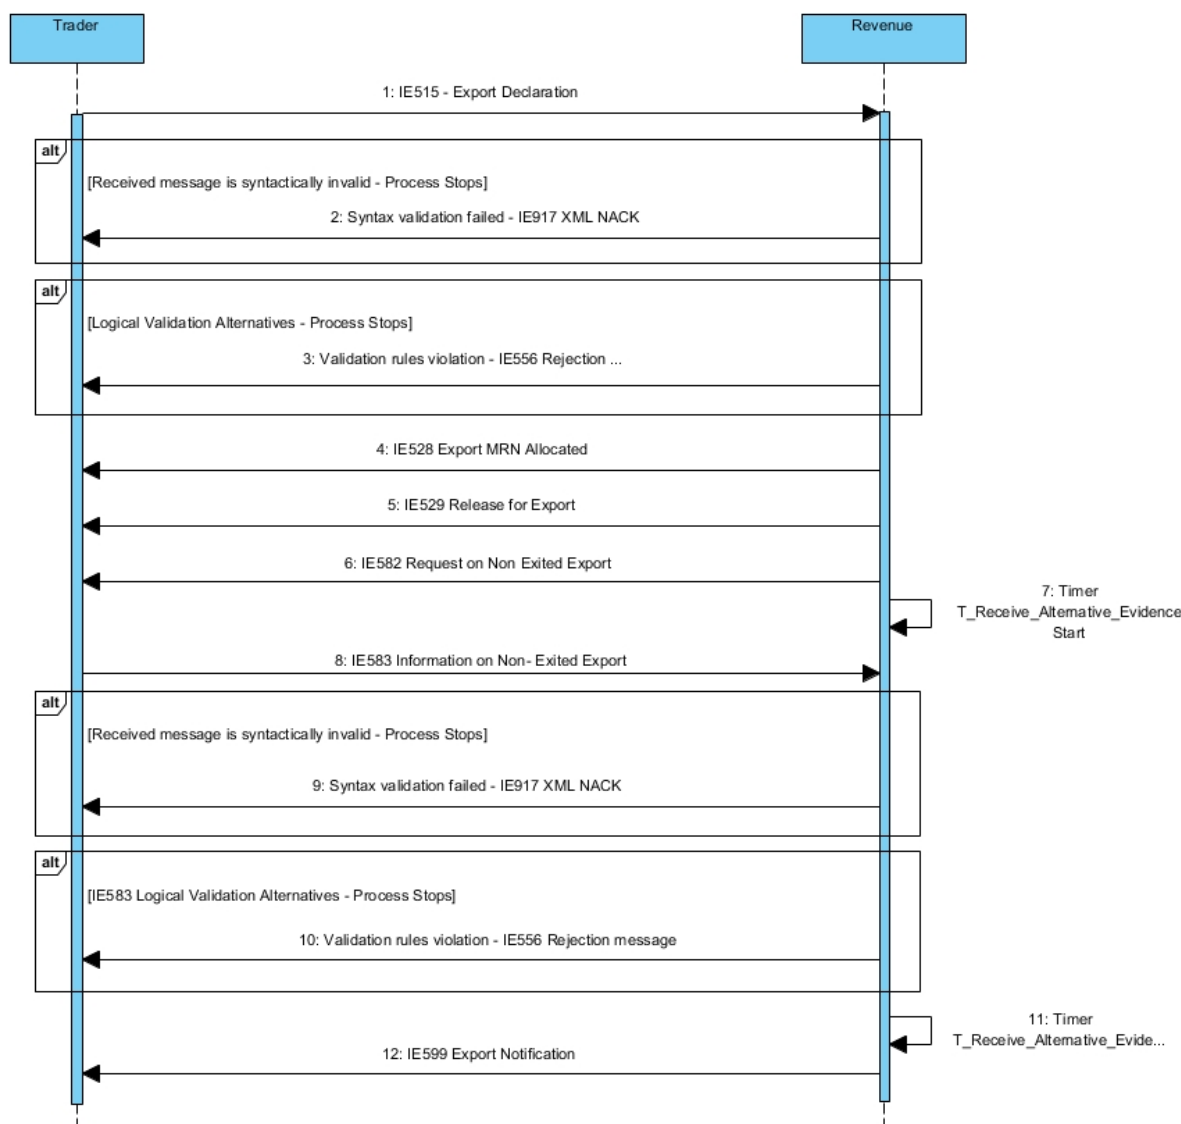 Trader
Revenue
1: IE515 - Export Declaration
alt
[Received message is syntactically invalid - Process Stops]
2: Syntax validation failed - IE917 XML NACK
alt
[Logical Validation Alternatives - Process Stops]
3: Validation rules violation - IE556 Rejection ...
4: IE528 Export MRN Allocated
5: IE529 Release for Export
6: IE582 Request on Non Exited Export
7: Timer
T_Receive_Alternative_Evidence
Start
8: IE583 Information on Non- Exited Export
alt
[Received message is syntactically invalid - Process Stops]
9: Syntax validation failed - IE917 XML NACK
alt
[IE583 Logical Validation Alternatives - Process Stops]
10: Validation rules violation - IE556 Rejection message
11: Timer
T_Receive_Alternative_Evide...
12: IE599 Export Notification